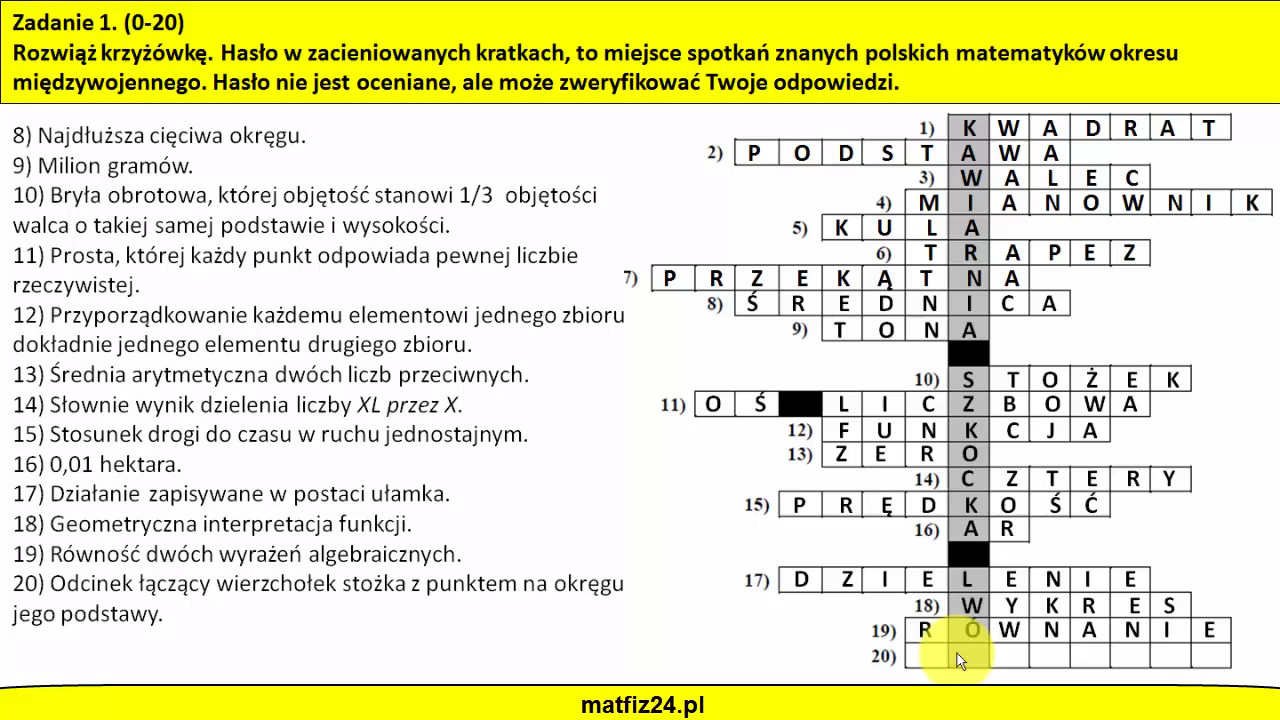 Zadanie 1. (0-20)
Rozwiąż krzyżówkę. Hasło w zacieniowanych kratkach, to miejsce spotkań znanych polskich matematyków okresu
międzywojennego. Hasło nie jest oceniane, ale może zweryfikować Twoje odpowiedzi.
8) Najdłuższa cięciwa okręgu.
9) Milion gramów.
10) Bryła obrotowa, której objętość stanowi 1/3 objętości
walca o takiej samej podstawie i wysokości.
11) Prosta, której każdy punkt odpowiada pewnej liczbie
rzeczywistej.
12) Przyporządkowanie każdemu elementowi jednego zbioru
dokładnie jednego elementu drugiego zbioru.
13) Średnia arytmetyczna dwóch liczb przeciwnych.
14) Słownie wynik dzielenia liczby XL przez X.
15) Stosunek drogi do czasu w ruchu jednostajnym.
16) 0,01 hektara.
17) Działanie zapisywane w postaci ułamka.
18) Geometryczna interpretacja funkcji.
19) Równość dwóch wyrażeń algebraicznych.
20) Odcinek łączący wierzchołek stożka z punktem na okręgu
jego podstawy.
1) K W A D R A T
2) P O D S T A W A
3) W A L E C
4) M I A N O W N I K
5) K U L A
6) T R A P E Z
7) P R Z E K Ą T N A
8) Ś R E D N I C A
9) T O N A
10) S T O Ż E K
11) O Ś L I C Z B O W A
12) F U N K C J A
13) Z E R O
14) C Z T E R Y
15) P R Ę D K O Ś Ć
16) A R
17) D Z I E L E N I E
18) W Y K R E S
19) R Ó W N A N I E
20)
matfiz24.pl